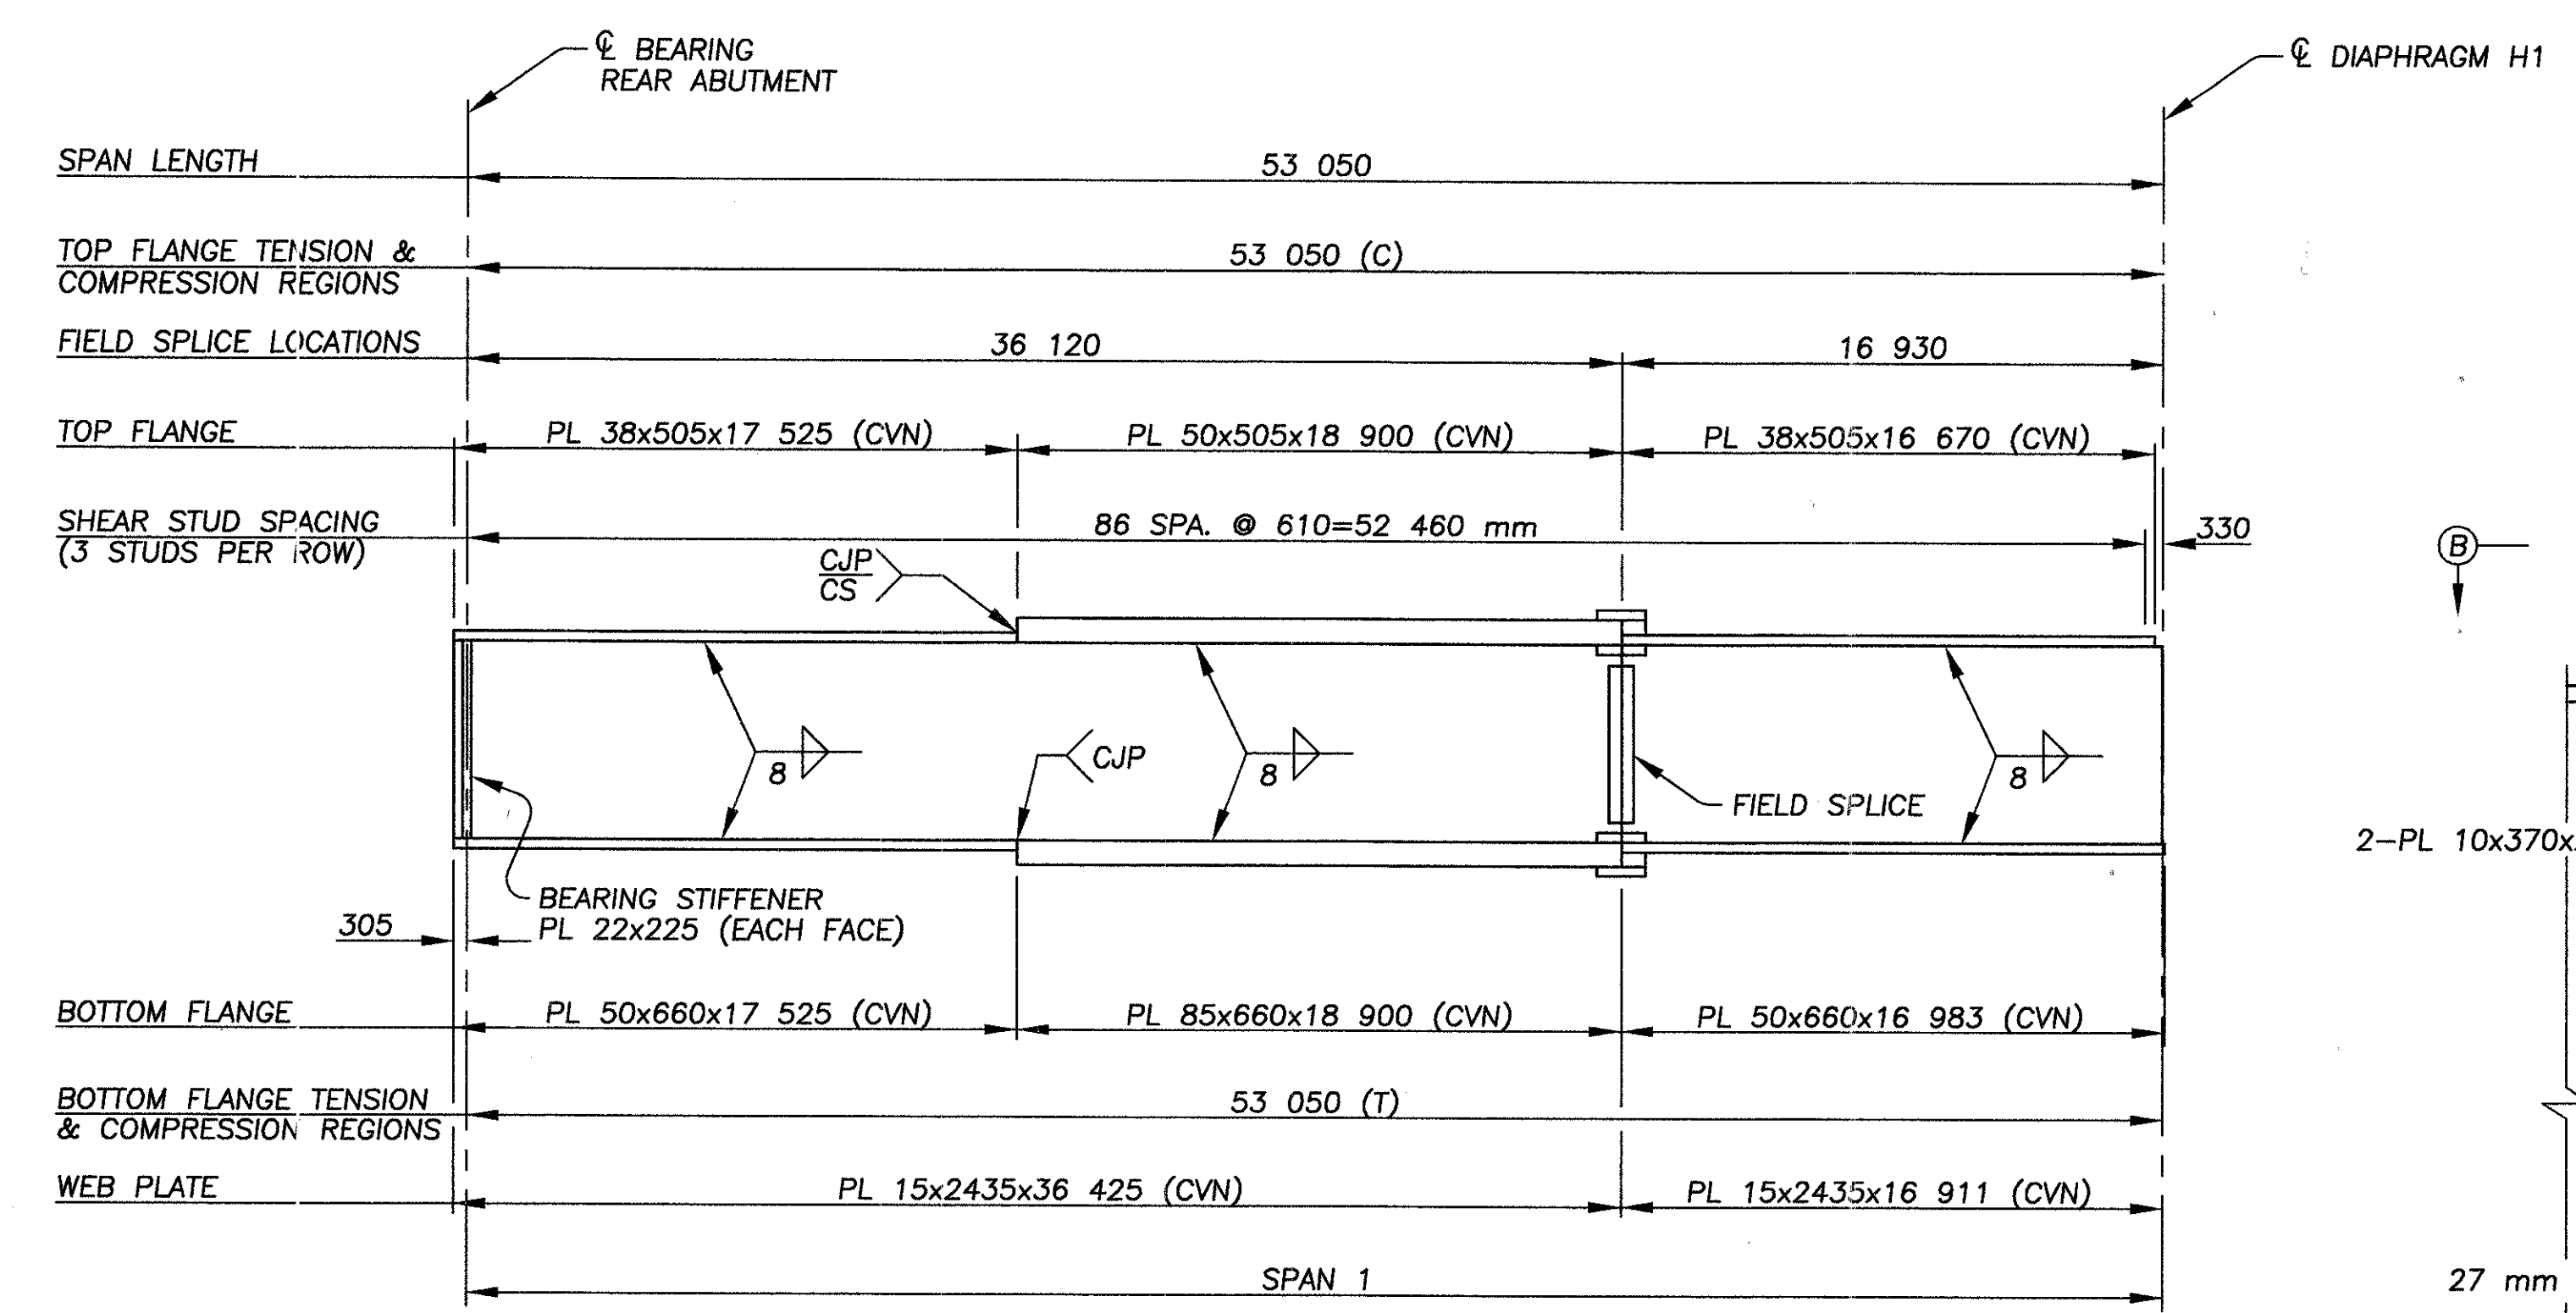 ℄ BEARING
REAR ABUTMENT
℄ DIAPHRAGM H1
SPAN LENGTH
53 050
TOP FLANGE TENSION &
COMPRESSION REGIONS
53 050 (C)
FIELD SPLICE LOCATIONS
36 120
16 930
TOP FLANGE
PL 38x505x17 525 (CVN)
PL 50x505x18 900 (CVN)
PL 38x505x16 670 (CVN)
SHEAR STUD SPACING
(3 STUDS PER ROW)
86 SPA. @ 610=52 460 mm
330
B
CJP
CS
8
CJP
8
8
FIELD SPLICE
2-PL 10x370x
BEARING STIFFENER
PL 22x225 (EACH FACE)
305
BOTTOM FLANGE
PL 50x660x17 525 (CVN)
PL 85x660x18 900 (CVN)
PL 50x660x16 983 (CVN)
BOTTOM FLANGE TENSION
& COMPRESSION REGIONS
53 050 (T)
WEB PLATE
PL 15x2435x36 425 (CVN)
PL 15x2435x16 911 (CVN)
SPAN 1
27 mm